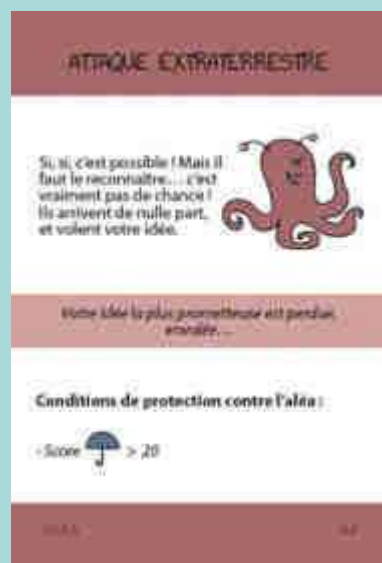 ATTAQUE EXTRATERRESTRE
Si, si, c'est possible ! Mais il
faut le reconnaître… c'est
vraiment pas de chance !
Ils arrivent de nulle part,
et volent votre idée.
Votre idée la plus prometteuse est perdue,
Conditions de protection contre l'aléa :
- Score > 20